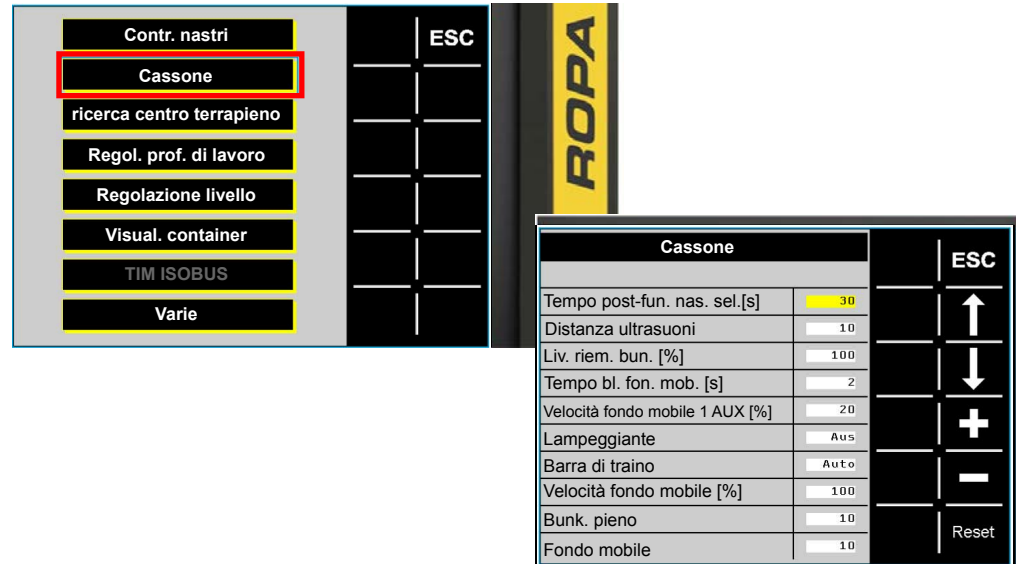 Contr. nastri
ESC
Cassone
ricerca centro terrapieno
Regol. prof. di lavoro
Regolazione livello
Visual. container
TIM ISOBUS
Varie
ROPA
Cassone
ESC
Tempo post-fun. nas. sel.[s] 30
Distanza ultrasuoni 10
Liv. riem. bun. [%] 100
Tempo bl. fon. mob. [s] 2
Velocità fondo mobile 1 AUX [%] 20
Lampeggiante Aus
Barra di traino Auto
Velocità fondo mobile [%] 100
Bunk. pieno 10
Reset
Fondo mobile 10